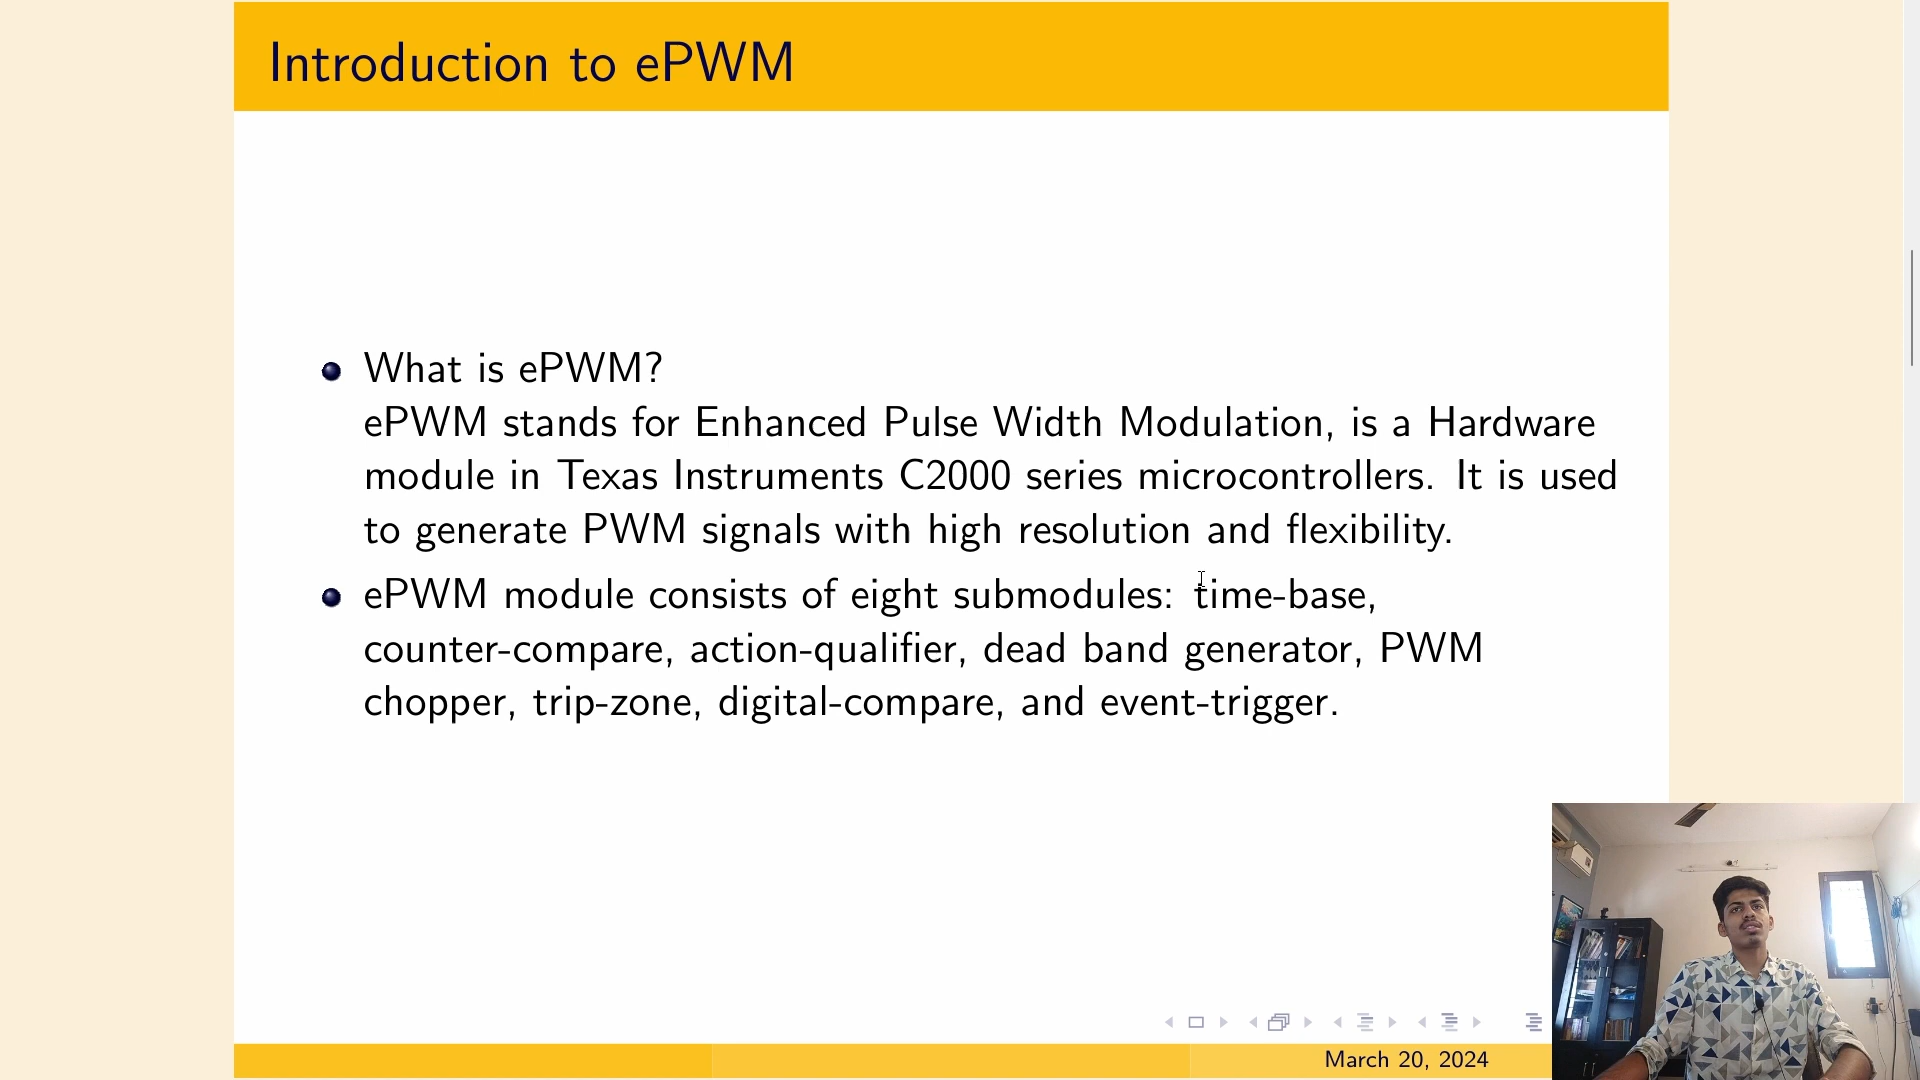 Introduction to ePWM
What is ePWM?
ePWM stands for Enhanced Pulse Width Modulation, is a Hardware
module in Texas Instruments C2000 series microcontrollers. It is used
to generate PWM signals with high resolution and flexibility.
ePWM module consists of eight submodules: time-base,
counter-compare, action-qualifier, dead band generator, PWM
chopper, trip-zone, digital-compare, and event-trigger.
March 20, 2024